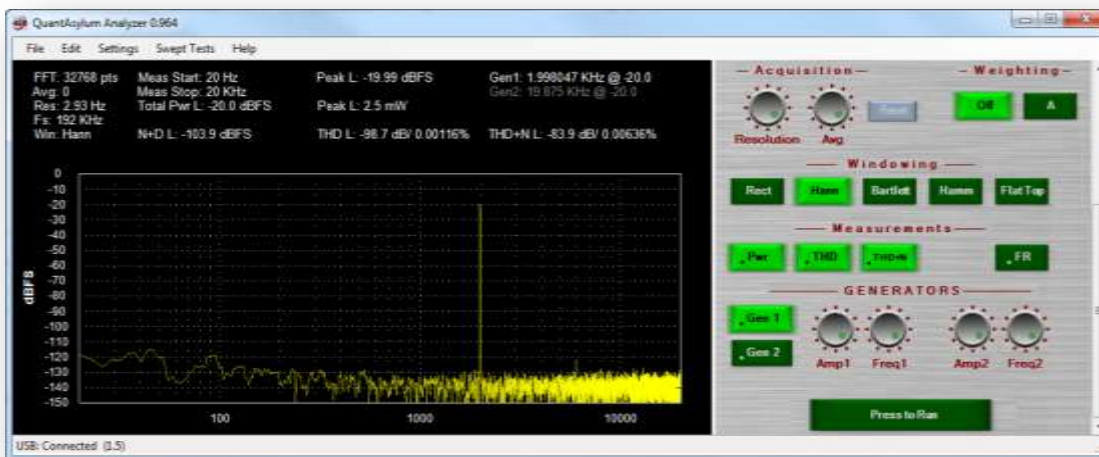 QuantAsylum Analyzer 0.964
File Edit Settings Swept Tests Help
FFT: 32768 pts Meas Start: 20 Hz Peak L: -19.99 dBFS Gen1: 1.998047 KHz @ -20.0
Avg: 0 Meas Stop: 20 KHz Gen2: 19.875 KHz @ -20.0
Res: 2.93 Hz Total Pwr L: -20.0 dBFS Peak L: 2.5 mW
Fs: 192 KHz
Win: Hann N+D L: -103.9 dBFS THD L: -98.7 dB/ 0.00116% THD+N L: -83.9 dB/ 0.00636%
0
-10
-20
-30
-40
-50
-60
-70
-80
-90
-100
-110
-120
-130
-140
-150
dBFS
100 1000 10000
Acquisition
Resolution Avg
Weighting
Off A
Windowing
Rect Hann Bartlett Hamm Flat Top
Measurements
Pwr THD THD+N FR
GENERATORS
Gen 1
Gen 2
Amp1 Freq1 Amp2 Freq2
Press to Run
USB: Connected (1.5)